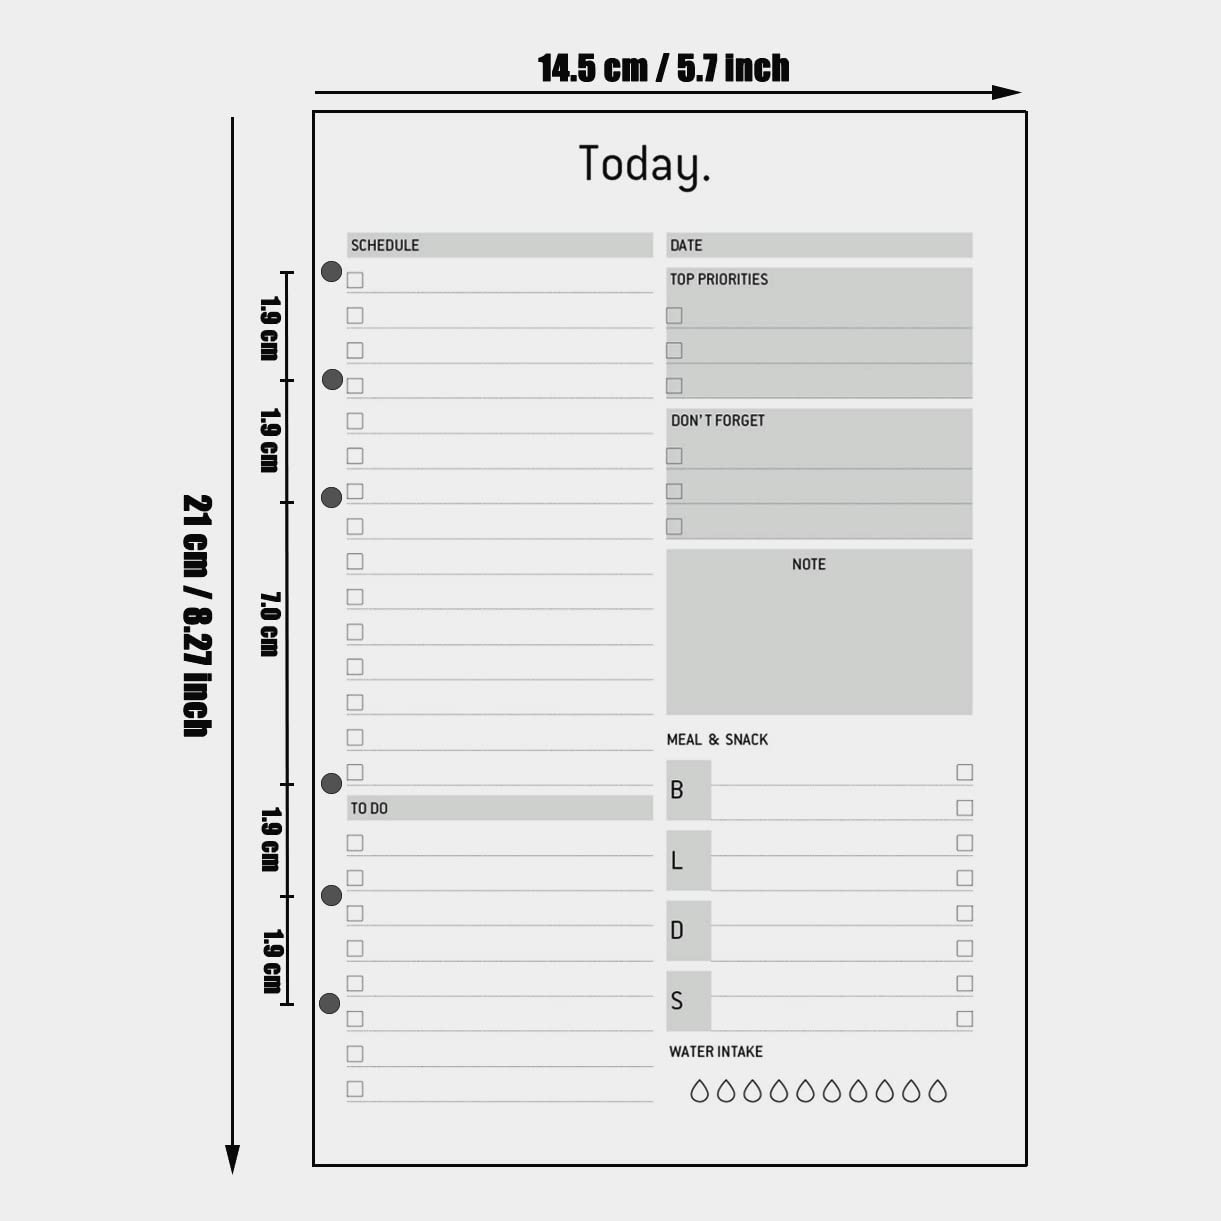 14.5 cm / 5.7 inch
Today.
SCHEDULE
DATE
TOP PRIORITIES
1.9 cm
1.9 cm
DON'T FORGET
21 cm / 8.27 inch
7.0 cm
NOTE
MEAL & SNACK
B
TO DO
1.9 cm
L
D
1.9 cm
S
WATER INTAKE